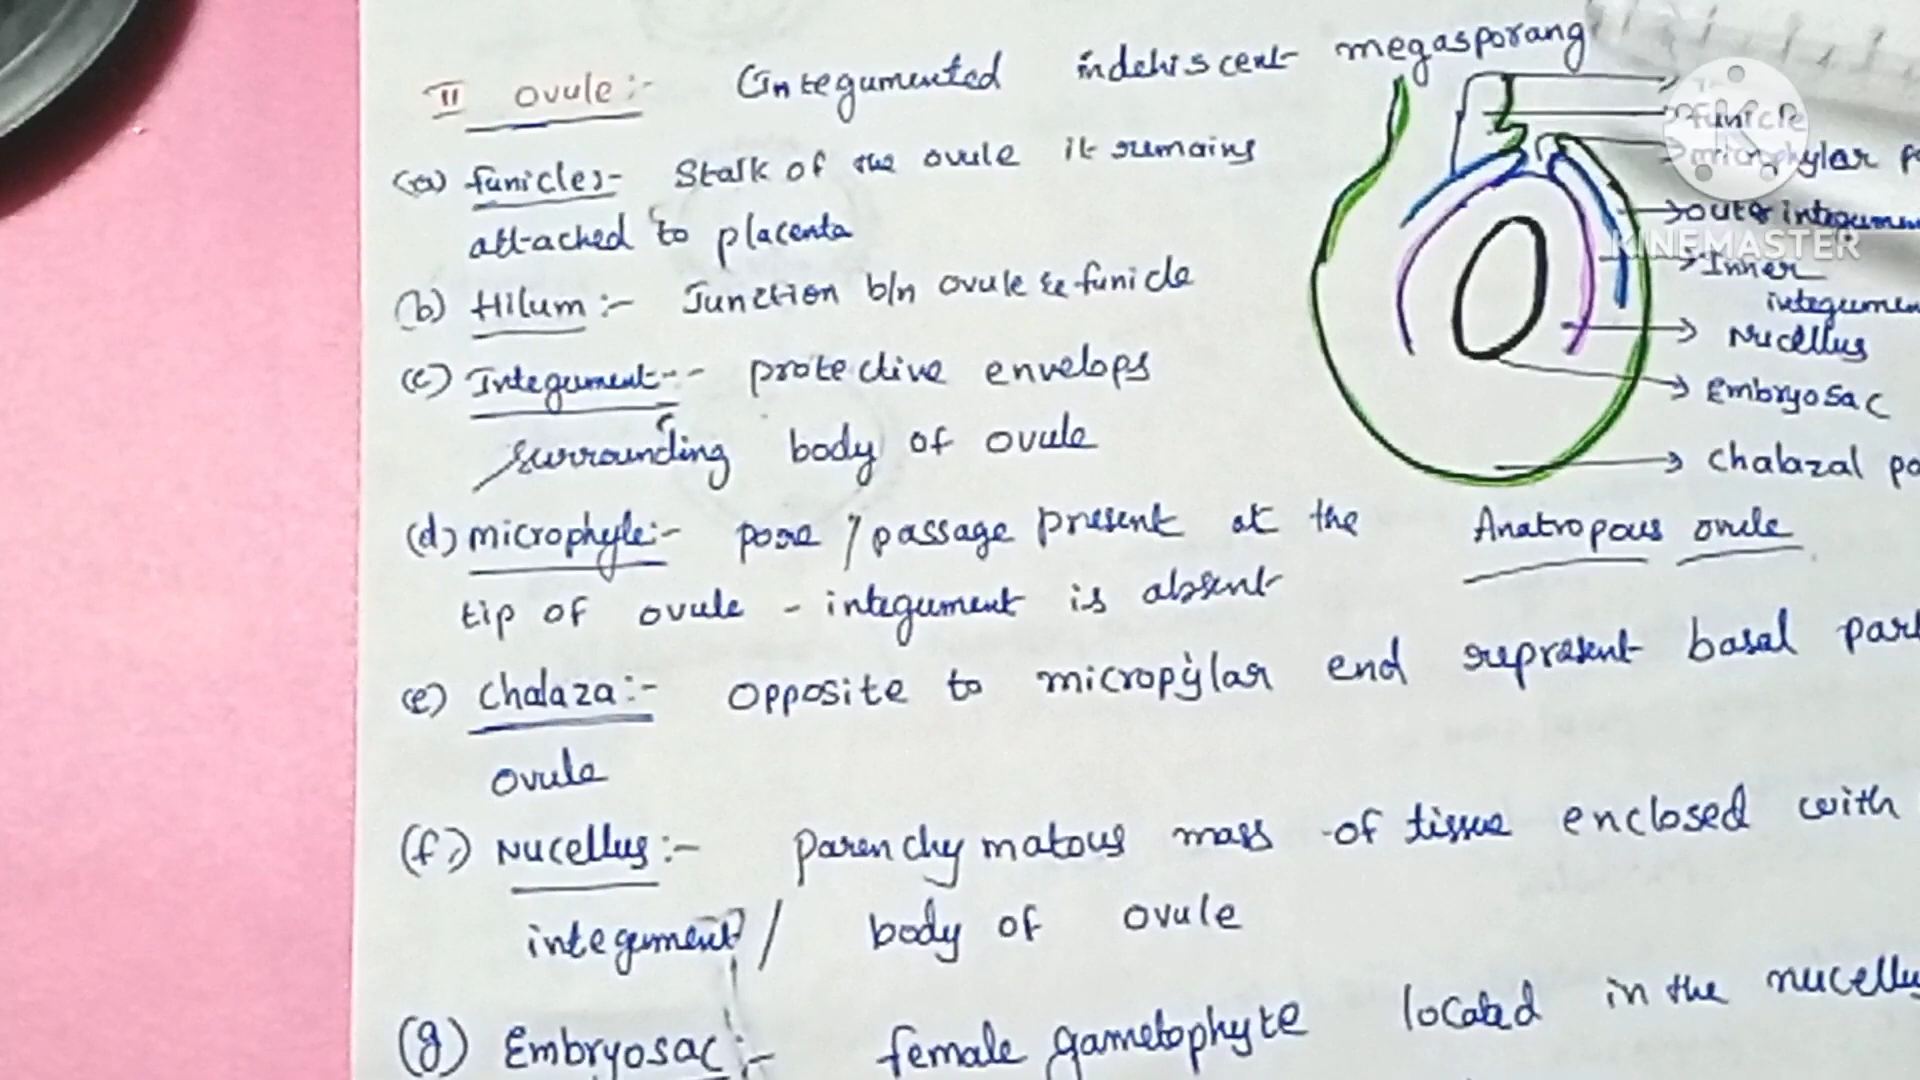 II ovule:- Integumented indehiscent megasporang
(a) funicles- Stalk of the ovule it remains
attached to placenta
(b) Hilum :- Junction b/n ovule & funicle
(c) Integument-- protective envelops
surrounding body of ovule
(d) microphyle:- pore / passage present at the
tip of ovule - integument is absent
(e) Chalaza:- opposite to micropylar end represent basal part
ovule
(f) Nucellus:- parenchymatous mass of tissue enclosed with
integument / body of ovule
(g) Embryosac:- female gametophyte located in the nucellu
funicle
microphylar p
outer integumen
Inner
integumen
Nucellus
Embryosac
Chalazal po
Anatropous ovule
KINEMASTER